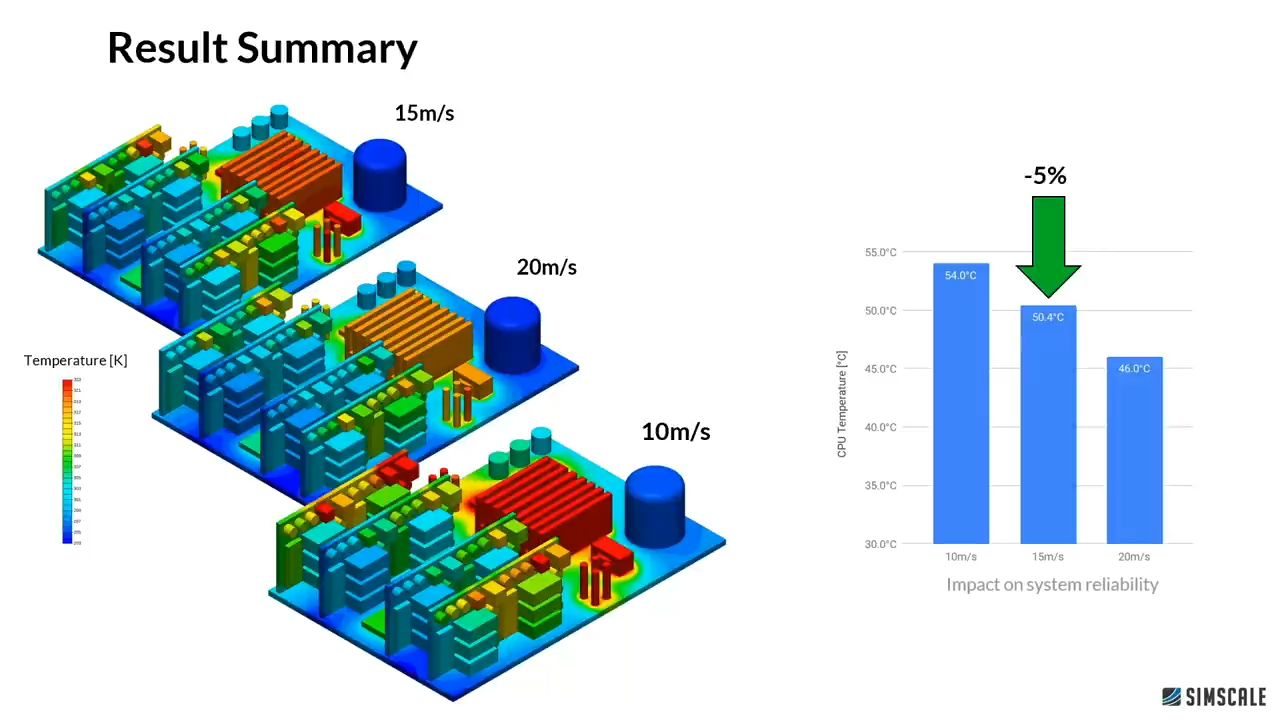 Result Summary
15m/s
20m/s
10m/s
Temperature [K]
-5%
55.0°C
50.0°C
45.0°C
40.0°C
35.0°C
30.0°C
CPU Temperature [°C]
54.0°C
50.4°C
46.0°C
10m/s
15m/s
20m/s
Impact on system reliability
SIMSCALE